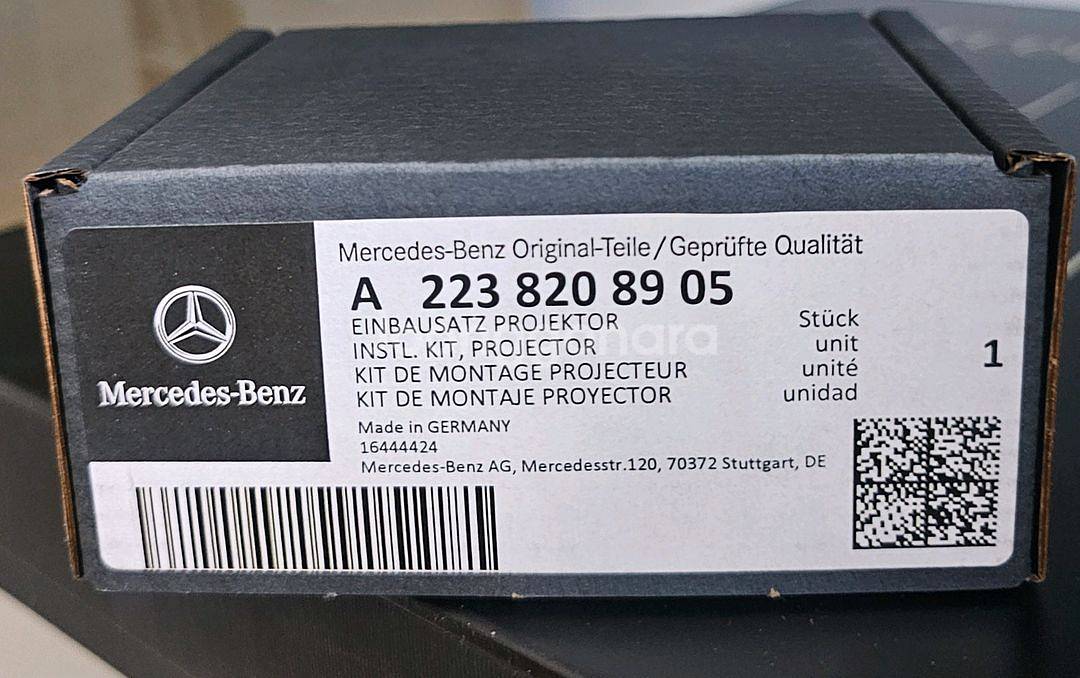 Mercedes-Benz Original-Teile/Geprüfte Qualität
A 223 820 89 05
EINBAUSATZ PROJEKTOR Stück
INSTL. KIT, PROJECTOR unit
KIT DE MONTAGE PROJECTEUR unité
KIT DE MONTAJE PROYECTOR unidad
1
Mercedes-Benz
Made in GERMANY
16444424
Mercedes-Benz AG, Mercedesstr.120, 70372 Stuttgart, DE